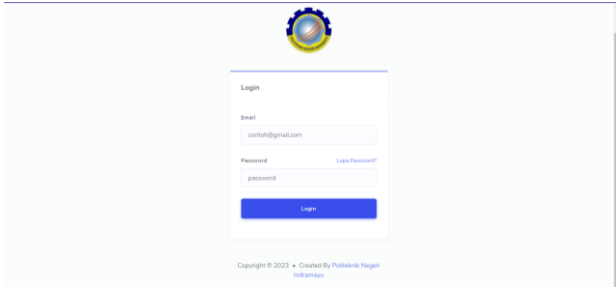 Login
Email
contoh@gmail.com
Password Lupa Password?
password
Login
Copyright © 2023 • Created By Politeknik Negeri
Indramayu